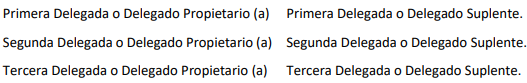 Primera Delegada o Delegado Propietario (a) Primera Delegada o Delegado Suplente.
Segunda Delegada o Delegado Propietario (a) Segunda Delegada o Delegado Suplente.
Tercera Delegada o Delegado Propietario (a) Tercera Delegada o Delegado Suplente.